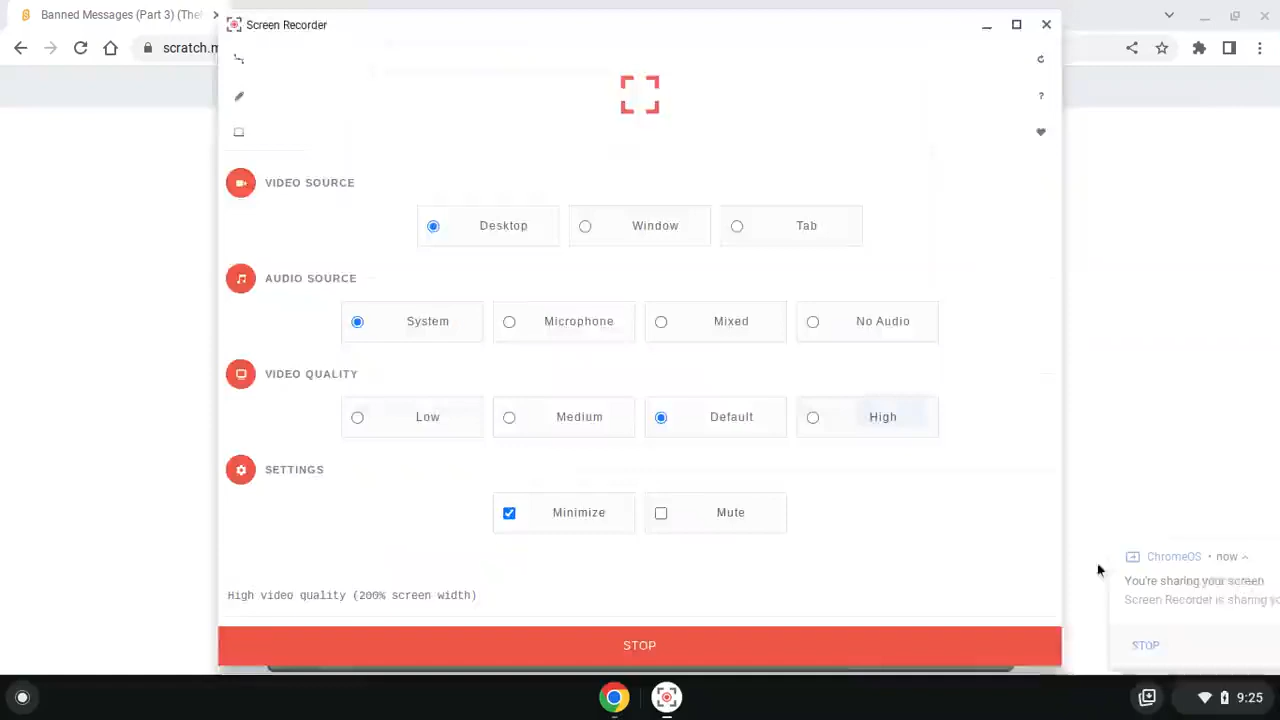 Banned Messages (Part 3) (The
Screen Recorder
scratch.m
?
VIDEO SOURCE
Desktop
Window
Tab
AUDIO SOURCE
System
Microphone
Mixed
No Audio
VIDEO QUALITY
Low
Medium
Default
High
SETTINGS
Minimize
Mute
ChromeOS • now
You're sharing your screen
Screen Recorder is sharing yo
High video quality (200% screen width)
STOP
STOP
9:25